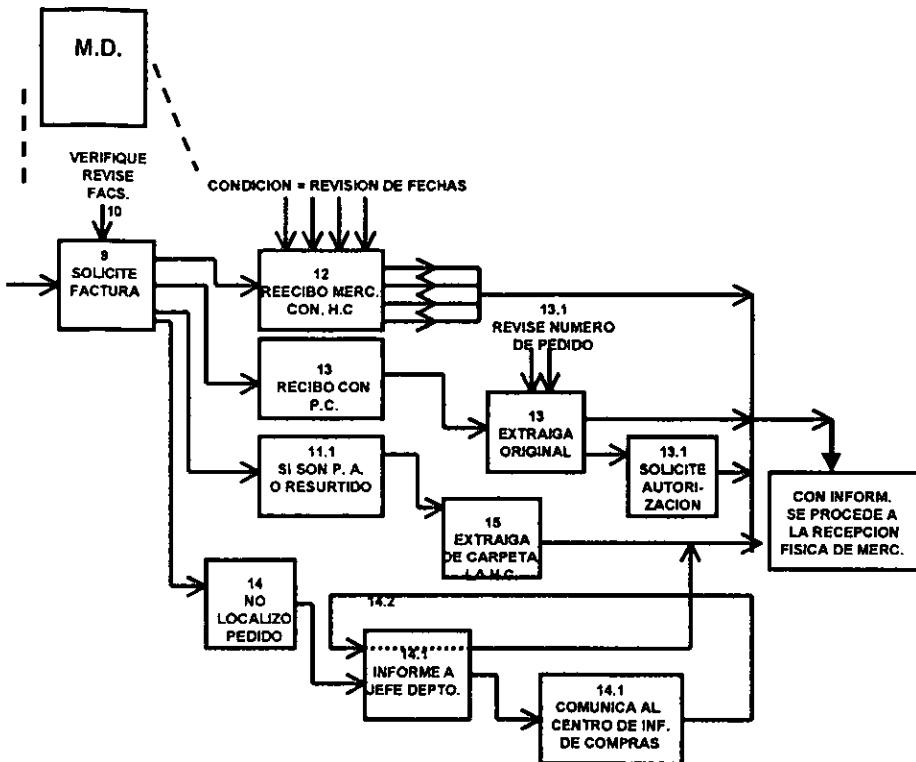 M.D.
VERIFIQUE
REVISE
FACS.
10
CONDICION = REVISION DE FECHAS
9
SOLICITE
FACTURA
12
REECIBO MERC.
CON. H.C
13.1
REVISE NUMERO
DE PEDIDO
13
RECIBO CON
P.C.
13
EXTRAIGA
ORIGINAL
11.1
SI SON P. A.
O RESURTIDO
13.1
SOLICITE
AUTORI-
ZACION
CON INFORM.
SE PROCEDE A
LA RECEPCION
FISICA DE MERC.
15
EXTRAIGA
DE CARPETA
LA H.C.
14
NO
LOCALIZO
PEDIDO
14.2
14.1
INFORME A
JEFE DEPTO.
14.1
COMUNICA AL
CENTRO DE INF.
DE COMPRAS